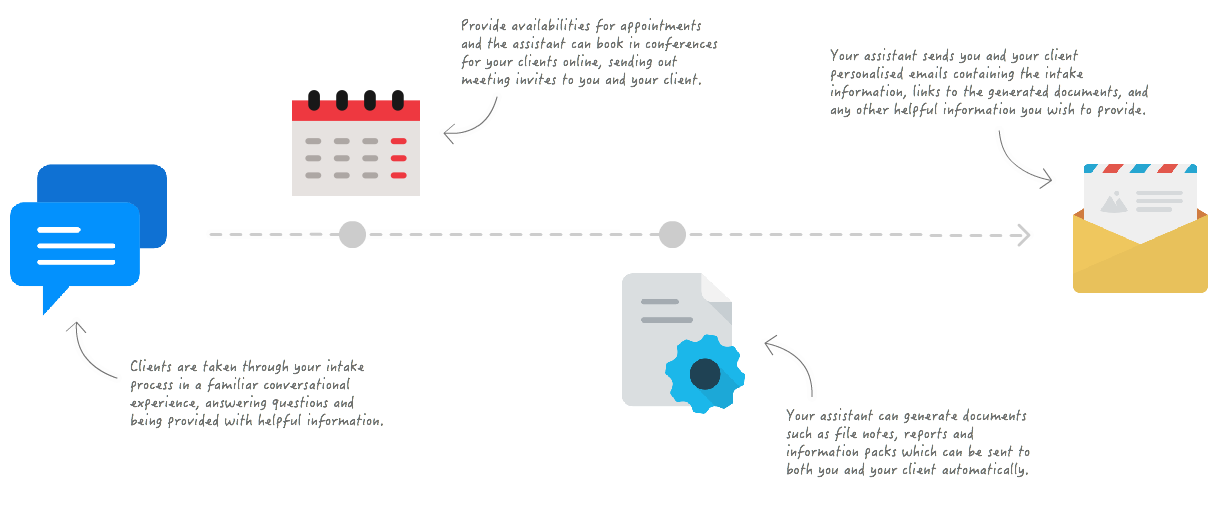 Provide availabilities for appointments
and the assistant can book in conferences
for your clients online, sending out
meeting invites to you and your client.
Your assistant sends you and your client
personalised emails containing the intake
information, links to the generated documents, and
any other helpful information you wish to provide.
Clients are taken through your intake
process in a familiar conversational
experience, answering questions and
being provided with helpful information.
Your assistant can generate documents
such as file notes, reports and
information packs which can be sent to
both you and your client automatically.